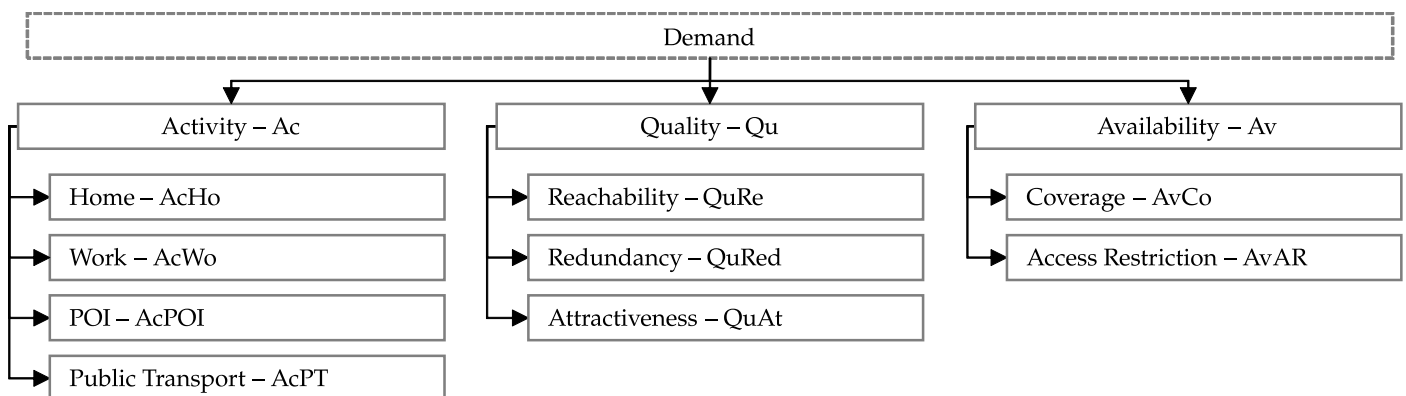 Demand
Activity – Ac
Home – AcHo
Work – AcWo
POI – AcPOI
Public Transport – AcPT
Quality – Qu
Reachability – QuRe
Redundancy – QuRed
Attractiveness – QuAt
Availability – Av
Coverage – AvCo
Access Restriction – AvAR